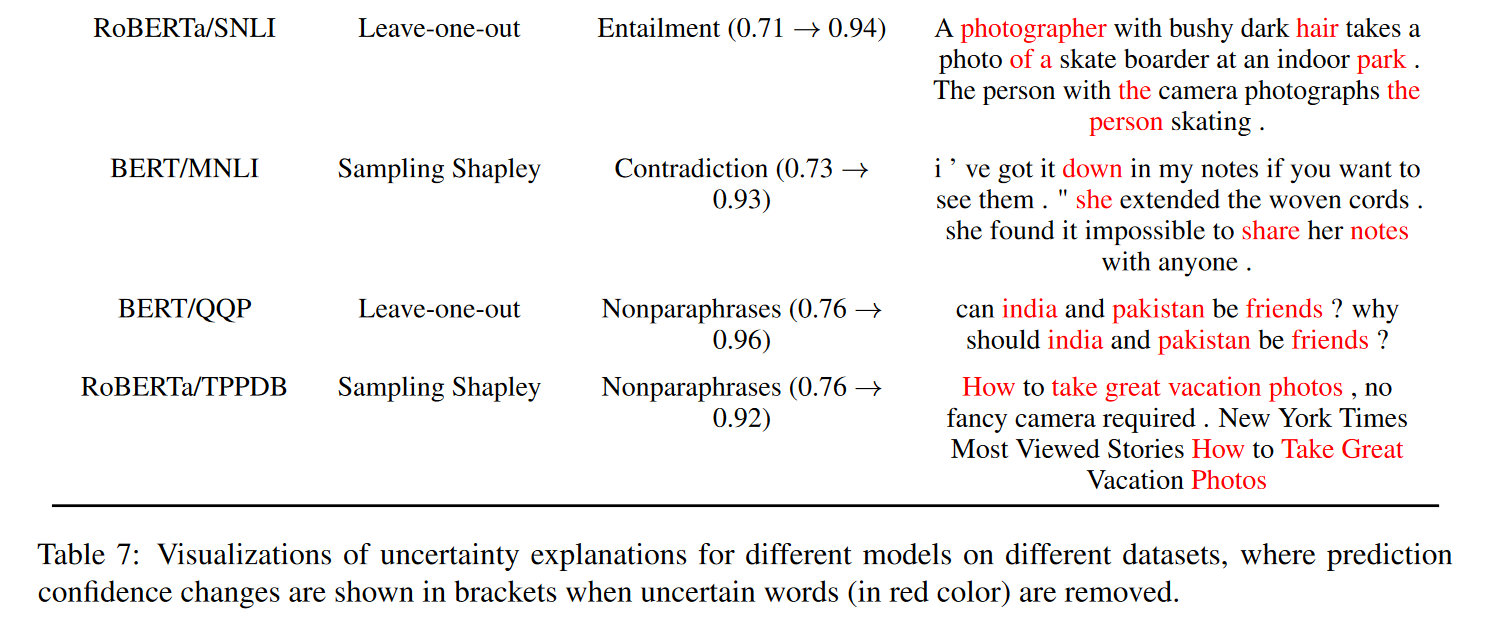 RoBERTa/SNLI Leave-one-out Entailment (0.71 → 0.94) A photographer with bushy dark hair takes a
photo of a skate boarder at an indoor park .
The person with the camera photographs the
person skating .
BERT/MNLI Sampling Shapley Contradiction (0.73 → i ’ ve got it down in my notes if you want to
0.93) see them . " she extended the woven cords .
she found it impossible to share her notes
with anyone .
BERT/QQP Leave-one-out Nonparaphrases (0.76 → can india and pakistan be friends ? why
0.96) should india and pakistan be friends ?
RoBERTa/TPPDB Sampling Shapley Nonparaphrases (0.76 → How to take great vacation photos , no
0.92) fancy camera required . New York Times
Most Viewed Stories How to Take Great
Vacation Photos
Table 7: Visualizations of uncertainty explanations for different models on different datasets, where prediction
confidence changes are shown in brackets when uncertain words (in red color) are removed.